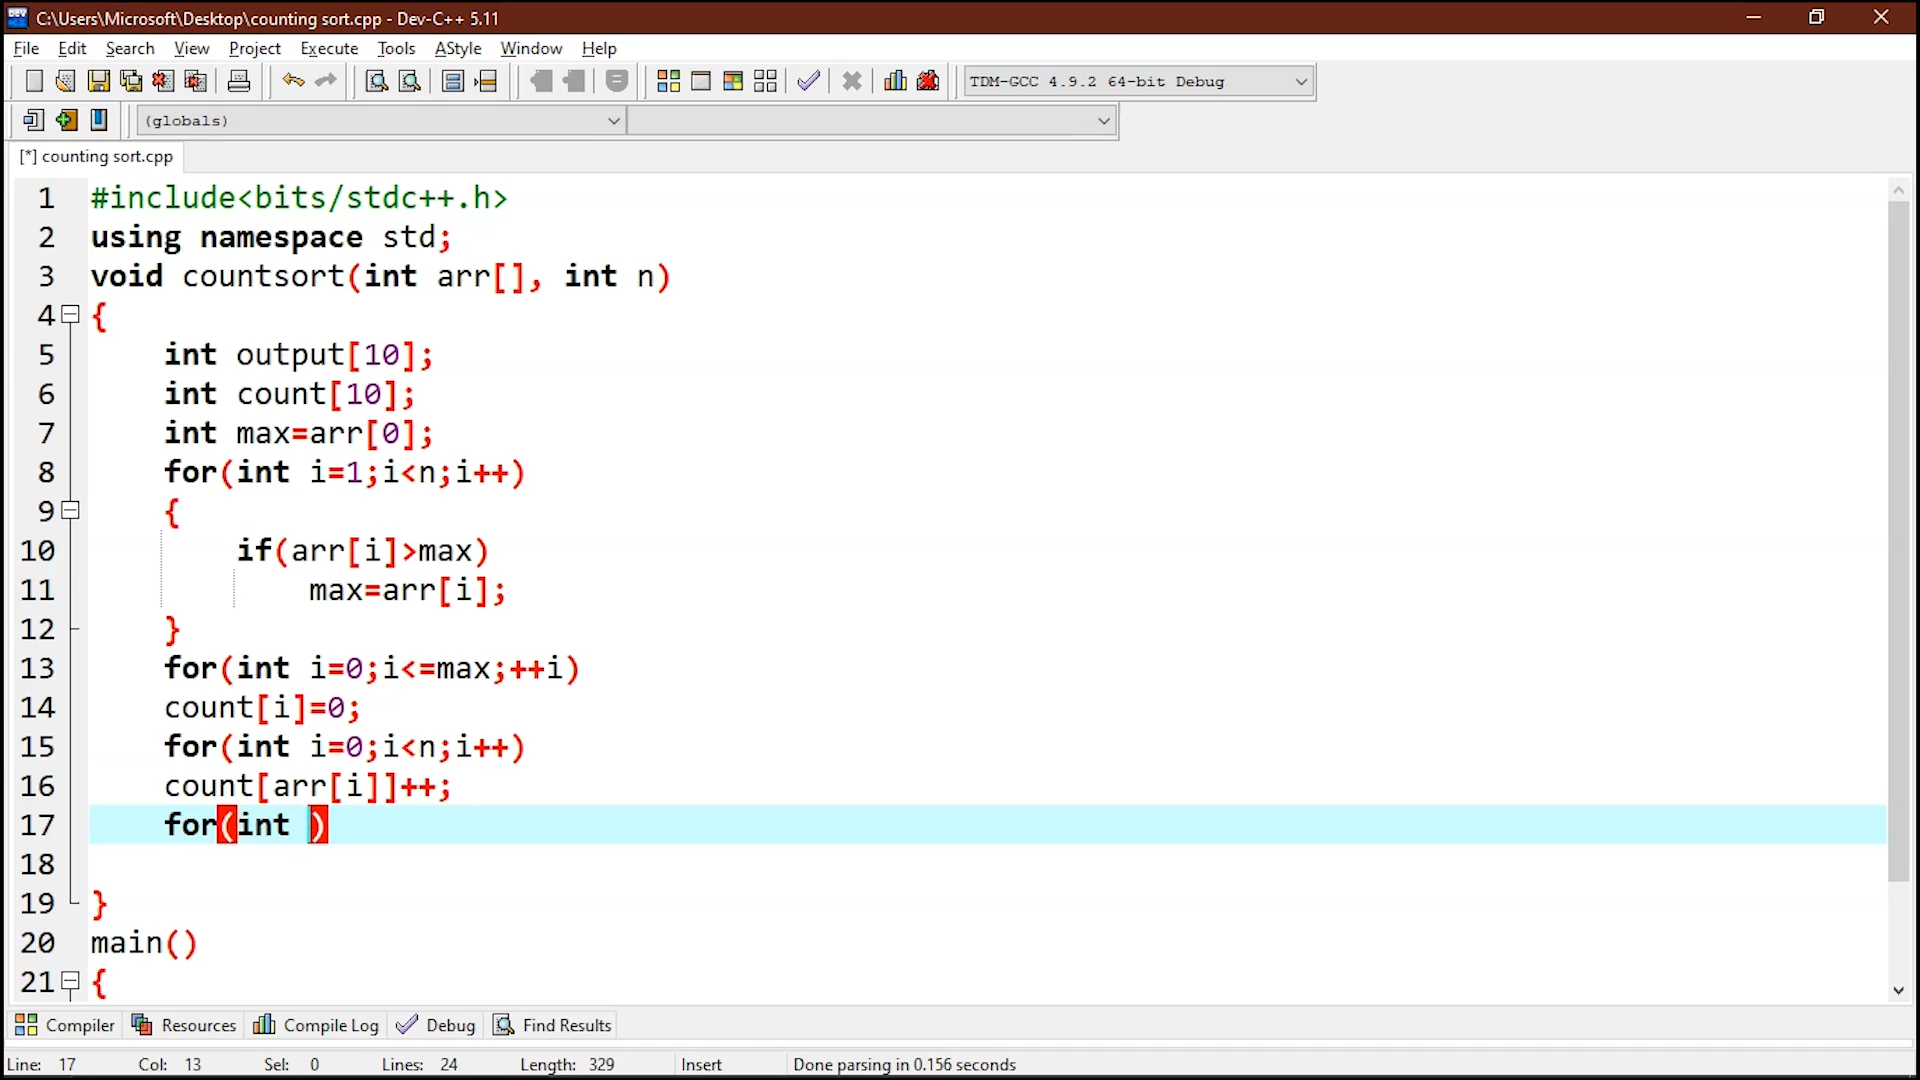 C:\Users\Microsoft\Desktop\counting sort.cpp - Dev-C++ 5.11
File Edit Search View Project Execute Tools AStyle Window Help
TDM-GCC 4.9.2 64-bit Debug
(globals)
[*] counting sort.cpp
1 #include<bits/stdc++.h>
2 using namespace std;
3 void countsort(int arr[], int n)
4 {
5 int output[10];
6 int count[10];
7 int max=arr[0];
8 for(int i=1;i<n;i++)
9 {
10 if(arr[i]>max)
11 max=arr[i];
12 }
13 for(int i=0;i<=max;++i)
14 count[i]=0;
15 for(int i=0;i<n;i++)
16 count[arr[i]]++;
17 for(int )
18
19 }
20 main()
21 {
Compiler Resources Compile Log Debug Find Results
Line: 17 Col: 13 Sel: 0 Lines: 24 Length: 329 Insert Done parsing in 0.156 seconds